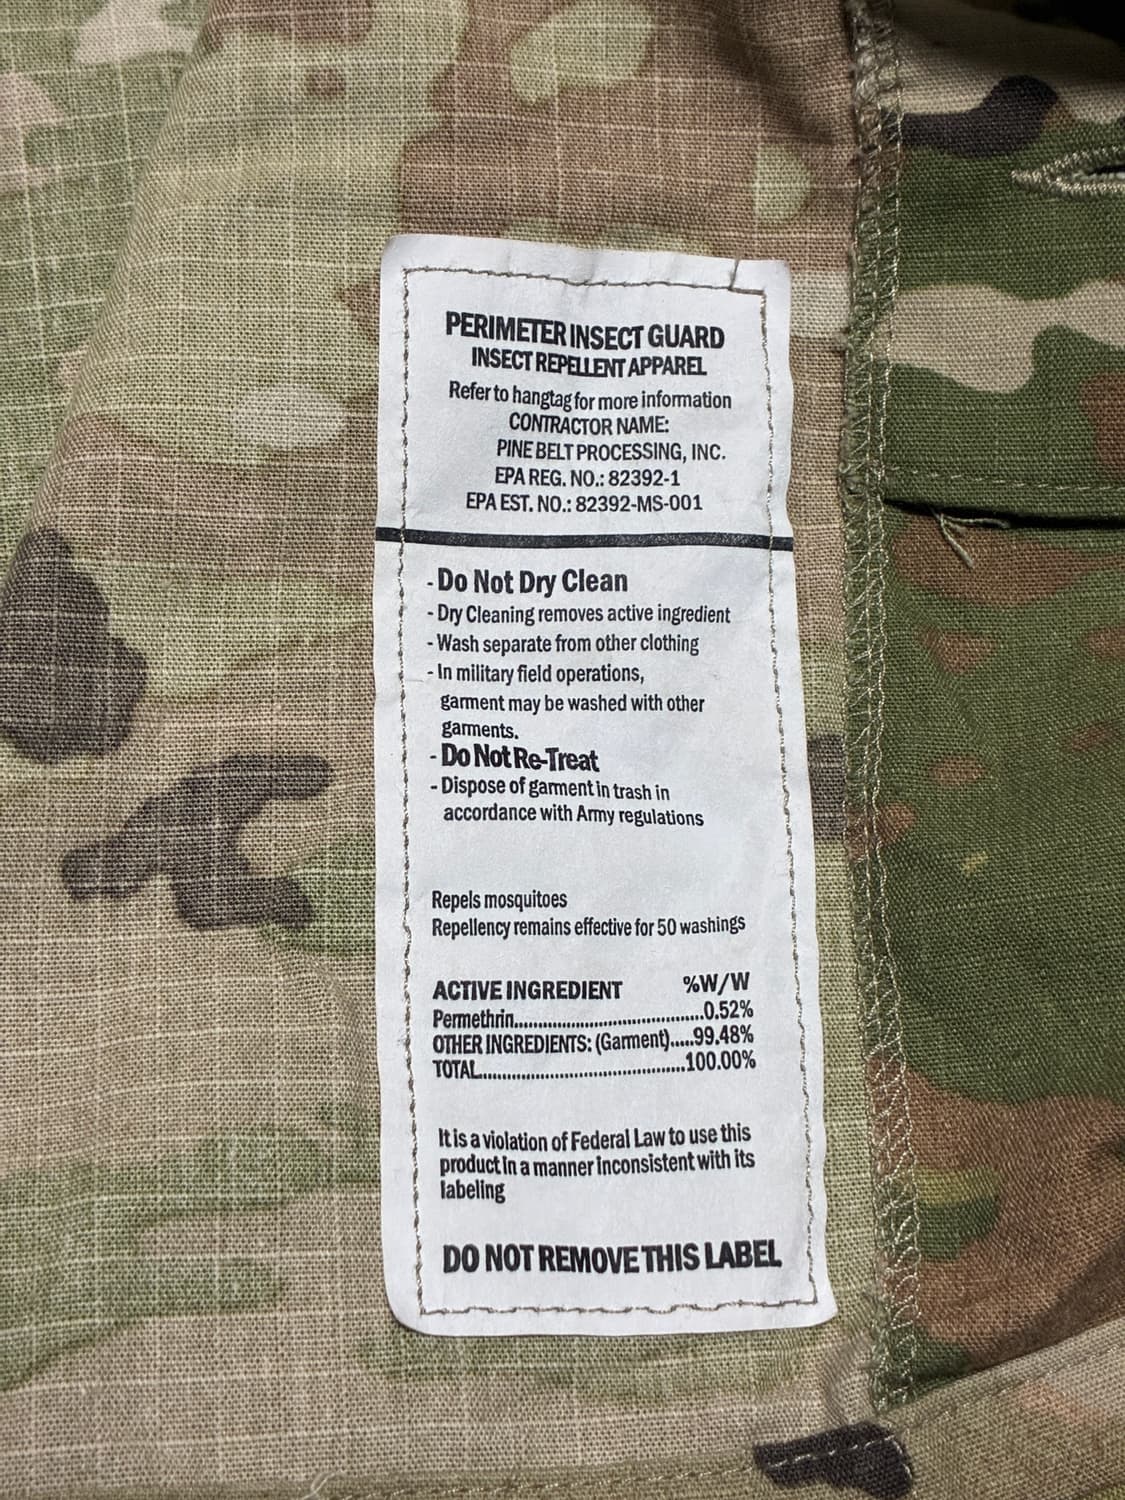 PERIMETER INSECT GUARD
INSECT REPELLENT APPAREL
Refer to hangtag for more information
CONTRACTOR NAME:
PINE BELT PROCESSING, INC.
EPA REG. NO.: 82392-1
EPA EST. NO.: 82392-MS-001
- Do Not Dry Clean
- Dry Cleaning removes active ingredient
- Wash separate from other clothing
- In military field operations,
garment may be washed with other
garments.
- Do Not Re-Treat
- Dispose of garment in trash in
accordance with Army regulations
Repels mosquitoes
Repellency remains effective for 50 washings
ACTIVE INGREDIENT %W/W
Permethrin......................................0.52%
OTHER INGREDIENTS: (Garment).....99.48%
TOTAL.........................................100.00%
It is a violation of Federal Law to use this
product in a manner inconsistent with its
labeling
DO NOT REMOVE THIS LABEL